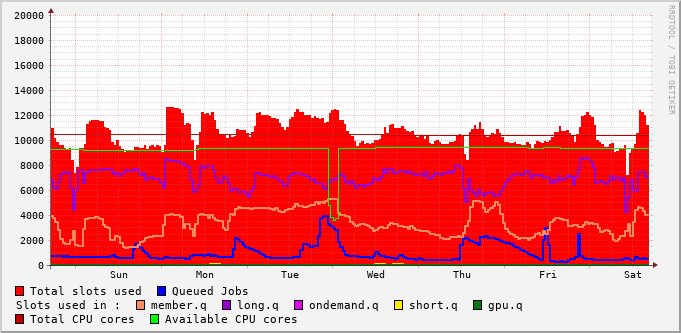 20000
18000
16000
14000
12000
10000
8000
6000
4000
2000
0
Sun Mon Tue Wed Thu Fri Sat
RRDTOOL / TOBI OETIKER
Total slots used Queued Jobs
Slots used in : member.q long.q ondemand.q short.q gpu.q
Total CPU cores Available CPU cores